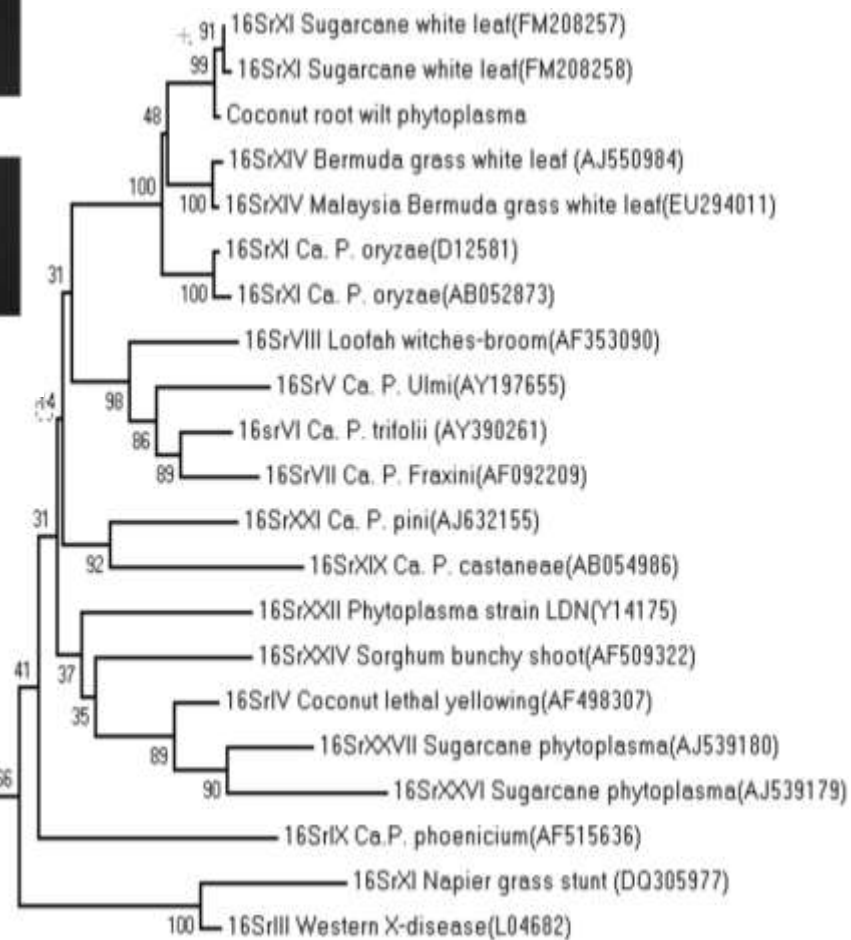 91
16SrXI Sugarcane white leaf(FM208257)
99
16SrXI Sugarcane white leaf(FM208258)
48
Coconut root wilt phytoplasma
16SrXIV Bermuda grass white leaf (AJ550984)
100
100
16SrXIV Malaysia Bermuda grass white leaf(EU294011)
16SrXI Ca. P. oryzae(D12581)
31
100
16SrXI Ca. P. oryzae(AB052873)
16SrVIII Loofah witches-broom(AF353090)
16SrV Ca. P. Ulmi(AY197655)
98
16srVI Ca. P. trifolii (AY390261)
86
89
16SrVII Ca. P. Fraxini(AF092209)
31
16SrXXI Ca. P. pini(AJ632155)
92
16SrXIX Ca. P. castaneae(AB054986)
16SrXXII Phytoplasma strain LDN(Y14175)
41
37
16SrXXIV Sorghum bunchy shoot(AF509322)
35
16SrIV Coconut lethal yellowing(AF498307)
89
16SrXXVII Sugarcane phytoplasma(AJ539180)
90
16SrXXVI Sugarcane phytoplasma(AJ539179)
16SrIX Ca.P. phoenicium(AF515636)
16SrXI Napier grass stunt (DQ305977)
100
16SrIII Western X-disease(L04682)